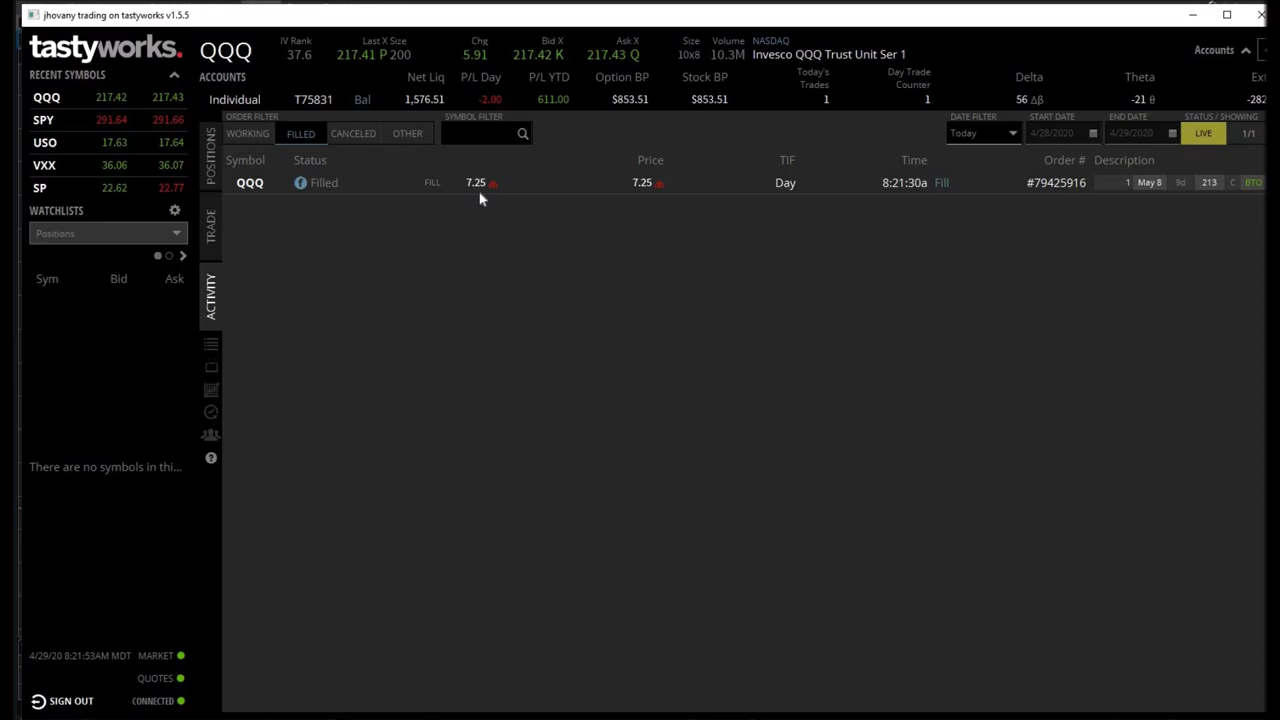 jhovany trading on tastyworks v1.5.5
tastyworks.
QQQ
IV Rank
37.6
Last X Size
217.41 P 200
Chg
5.91
Bid X
217.42 K
Ask X
217.43 Q
Size
10x8
Volume
10.3M
NASDAQ
Invesco QQQ Trust Unit Ser 1
Accounts
RECENT SYMBOLS
QQQ 217.42 217.43
SPY 291.64 291.66
USO 17.63 17.64
VXX 36.06 36.07
SP 22.62 22.77
WATCHLISTS
Positions
Sym Bid Ask
There are no symbols in thi...
4/29/20 8:21:53AM MDT MARKET
QUOTES
SIGN OUT CONNECTED
ACCOUNTS Net Liq P/L Day P/L YTD Option BP Stock BP Today's Trades Day Trade Counter Delta Theta Ext
Individual T75831 Bal 1,576.51 -2.00 611.00 $853.51 $853.51 1 1 56 Δβ -21 θ -282
ORDER FILTER SYMBOL FILTER DATE FILTER START DATE END DATE STATUS / SHOWING
WORKING FILLED CANCELED OTHER Today 4/28/2020 4/29/2020 LIVE 1/1
POSITIONS
TRADE
ACTIVITY
Symbol Status Price TIF Time Order # Description
QQQ f Filled FILL 7.25 db 7.25 db Day 8:21:30a Fill #79425916 1 May 8 9d 213 C BTO
?